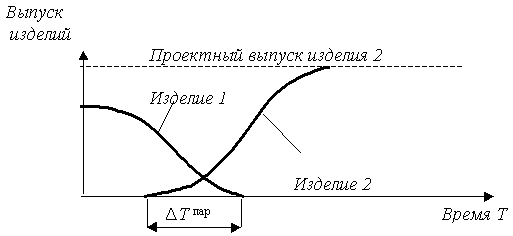 Выпуск
изделий
Проектный выпуск изделия 2
Изделие 1
Изделие 2
ΔT пар
Время T